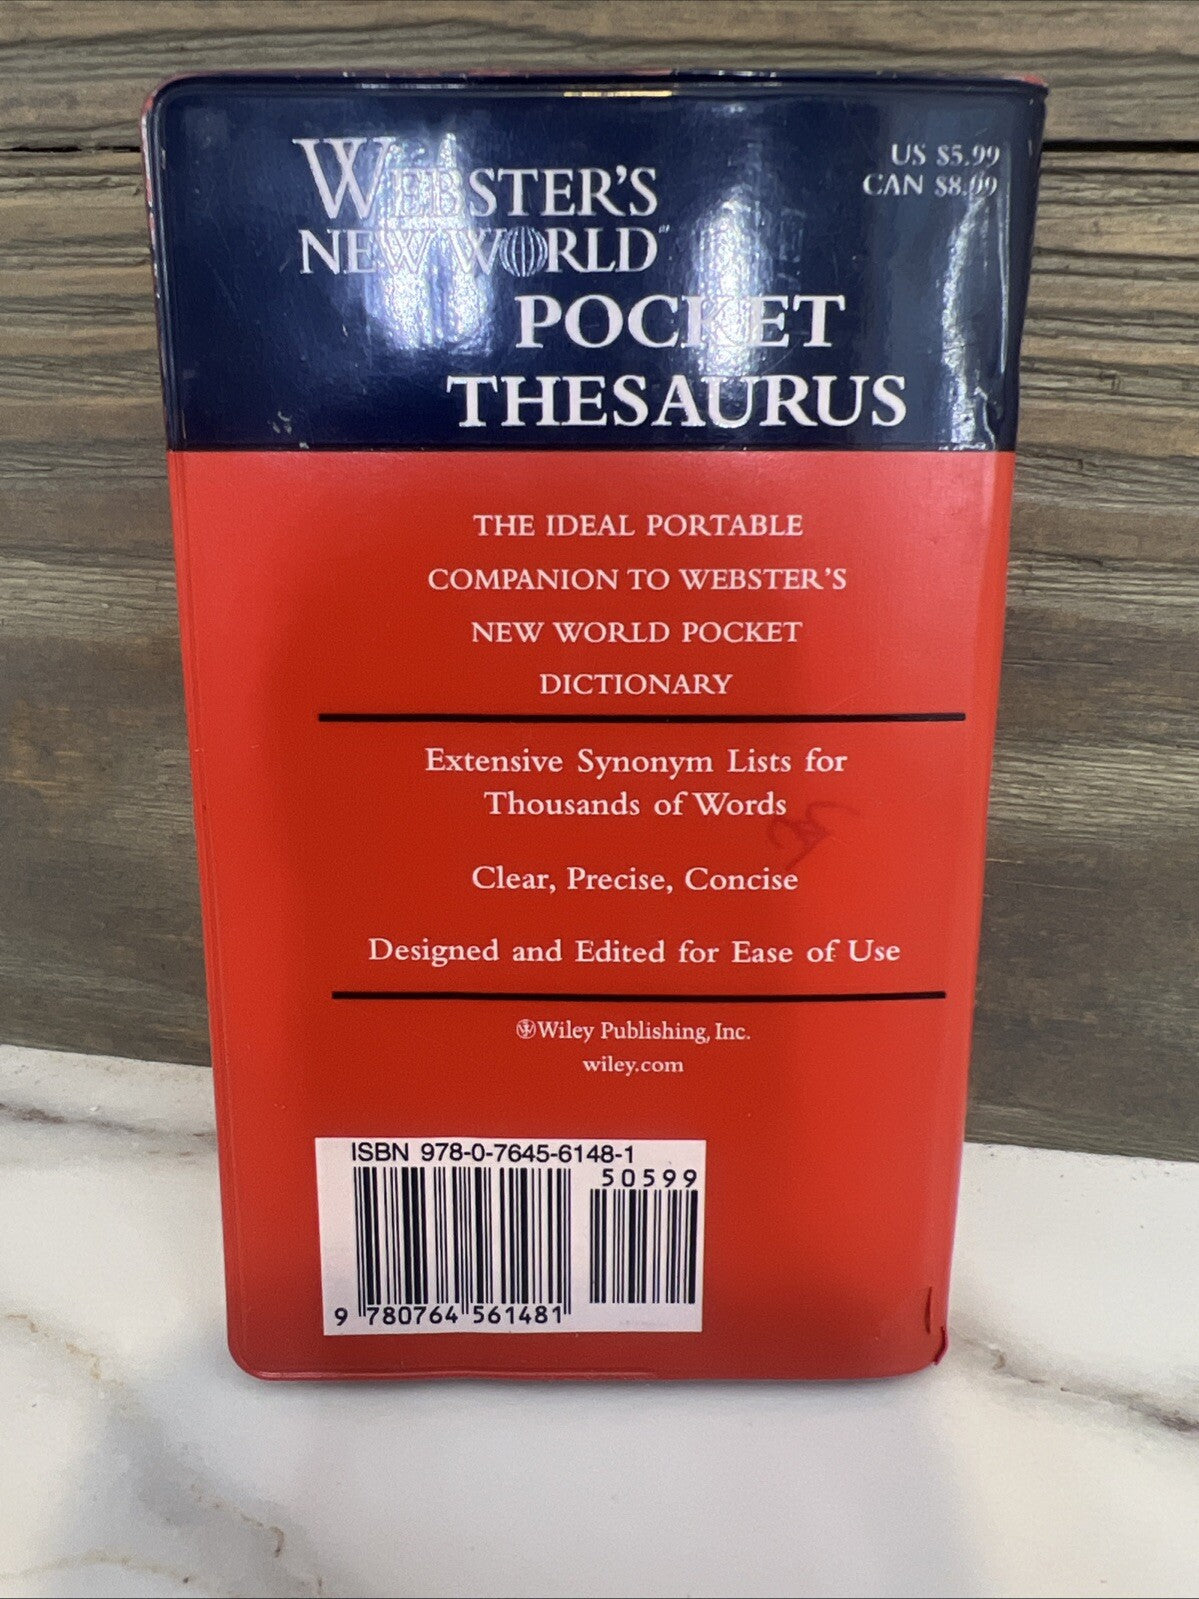 WEBSTER'S
NEW WORLD™
POCKET
THESAURUS
US $5.99
CAN $8.99
THE IDEAL PORTABLE
COMPANION TO WEBSTER'S
NEW WORLD POCKET
DICTIONARY
Extensive Synonym Lists for
Thousands of Words
Clear, Precise, Concise
Designed and Edited for Ease of Use
Wiley Publishing, Inc.
wiley.com
ISBN 978-0-7645-6148-1
50599
9 780764 561481